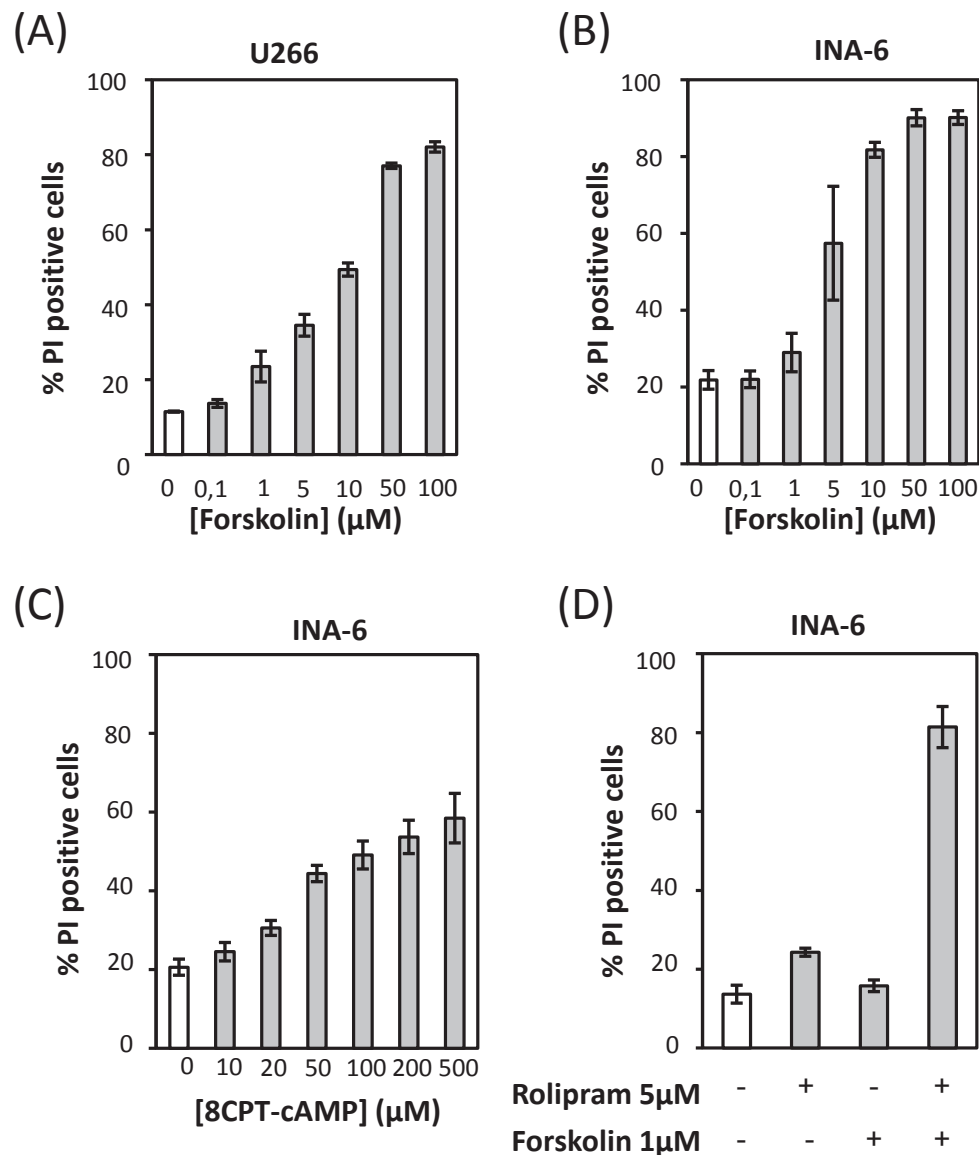 (A)
U266
100
80
60
40
20
0
% PI positive cells
0 0,1 1 5 10 50 100
[Forskolin] (µM)
(B)
INA-6
100
80
60
40
20
0
% PI positive cells
0 0,1 1 5 10 50 100
[Forskolin] (µM)
(C)
INA-6
100
80
60
40
20
0
% PI positive cells
0 10 20 50 100 200 500
[8CPT-cAMP] (µM)
(D)
INA-6
100
80
60
40
20
0
% PI positive cells
Rolipram 5µM - + - +
Forskolin 1µM - - + +